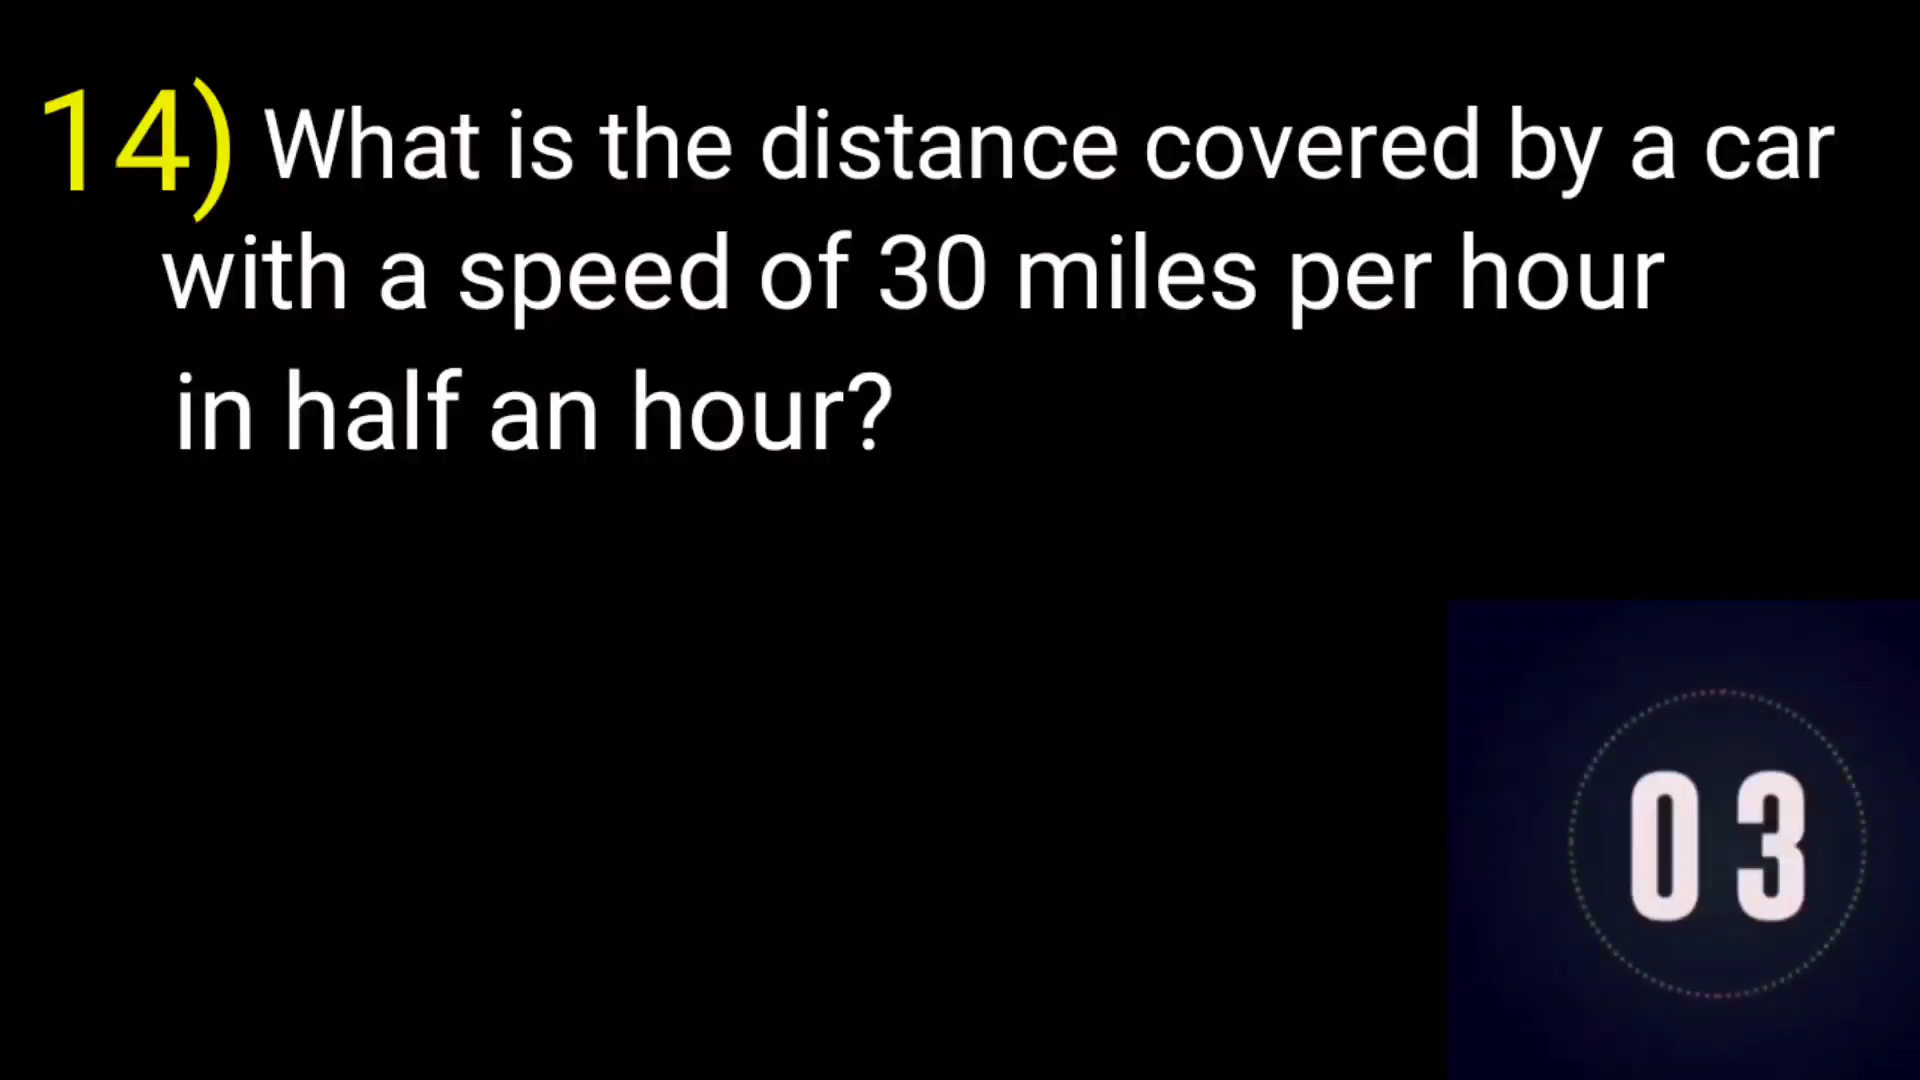 14) What is the distance covered by a car
with a speed of 30 miles per hour
in half an hour?
03